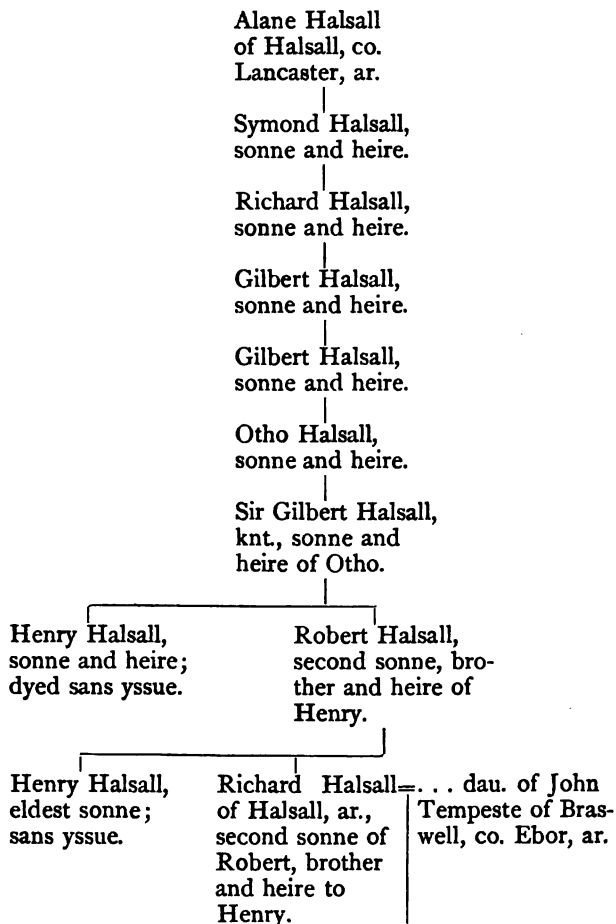 Alane Halsall
of Halsall, co.
Lancaster, ar.
Symond Halsall,
sonne and heire.
Richard Halsall,
sonne and heire.
Gilbert Halsall,
sonne and heire.
Gilbert Halsall,
sonne and heire.
Otho Halsall,
sonne and heire.
Sir Gilbert Halsall,
knt., sonne and
heire of Otho.
Henry Halsall,
sonne and heire;
dyed sans yssue.
Robert Halsall,
second sonne, bro-
ther and heire of
Henry.
Henry Halsall,
eldest sonne;
sans yssue.
Richard Halsall=
of Halsall, ar.,
second sonne of
Robert, brother
and heire to
Henry.
. . . dau. of John
Tempeste of Bras-
well, co. Ebor, ar.